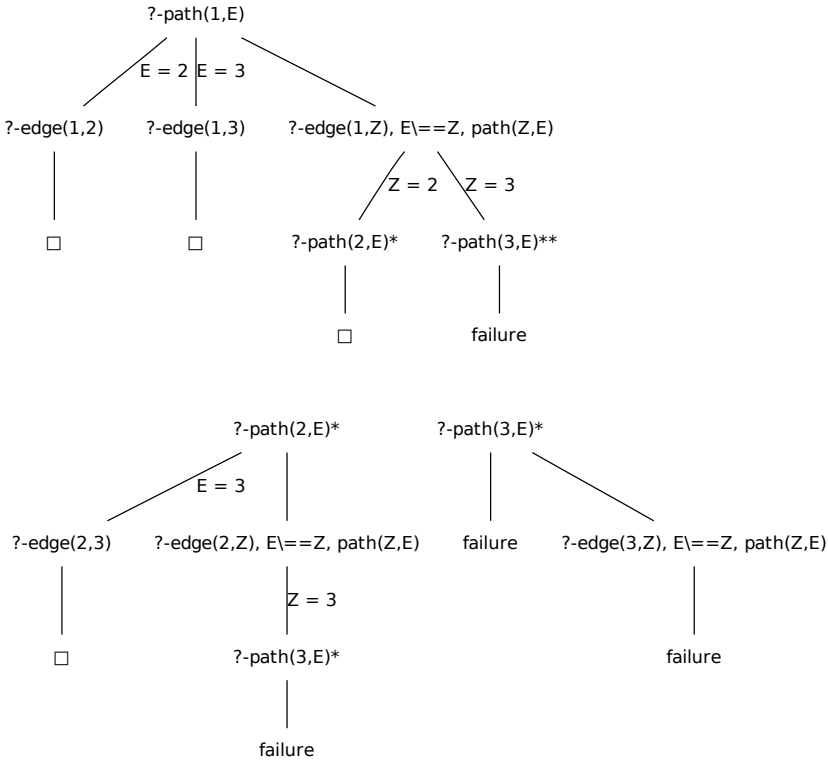 ?-path(1,E)
E = 2 E = 3
?-edge(1,2) ?-edge(1,3) ?-edge(1,Z), E\==Z, path(Z,E)
Z = 2 Z = 3
□ □ ?-path(2,E)* ?-path(3,E)**
□ failure
?-path(2,E)* ?-path(3,E)*
E = 3
?-edge(2,3) ?-edge(2,Z), E\==Z, path(Z,E) failure ?-edge(3,Z), E\==Z, path(Z,E)
Z = 3
□ ?-path(3,E)* failure
failure